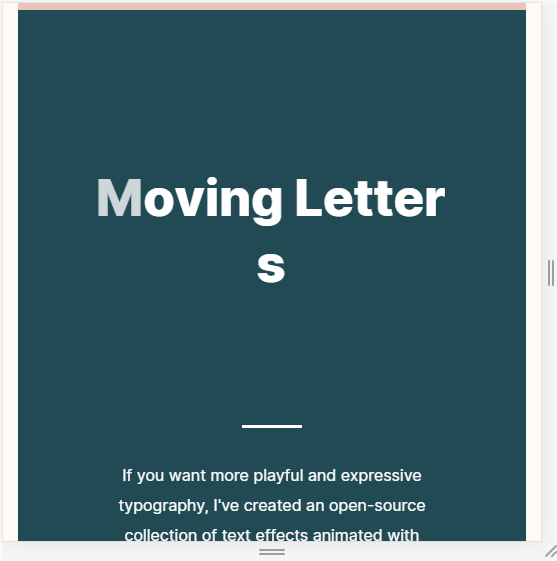 Moving Letter
s
If you want more playful and expressive
typography, I've created an open-source
collection of text effects animated with